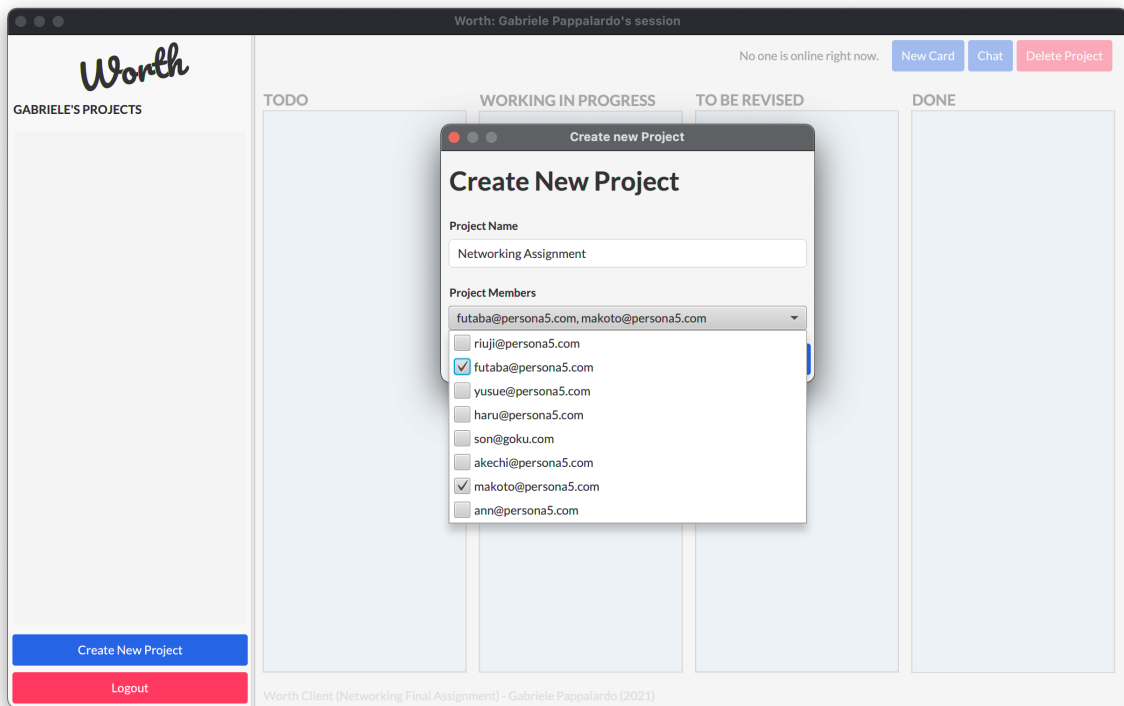 Worth: Gabriele Pappalardo's session
Worth
GABRIELE'S PROJECTS
No one is online right now.
New Card
Chat
Delete Project
TODO
WORKING IN PROGRESS
TO BE REVISED
DONE
Create new Project
Create New Project
Project Name
Networking Assignment
Project Members
futaba@persona5.com, makoto@persona5.com
riuji@persona5.com
futaba@persona5.com
yusue@persona5.com
haru@persona5.com
son@goku.com
akechi@persona5.com
makoto@persona5.com
ann@persona5.com
Create New Project
Logout
Worth Client (Networking Final Assignment) - Gabriele Pappalardo (2021)